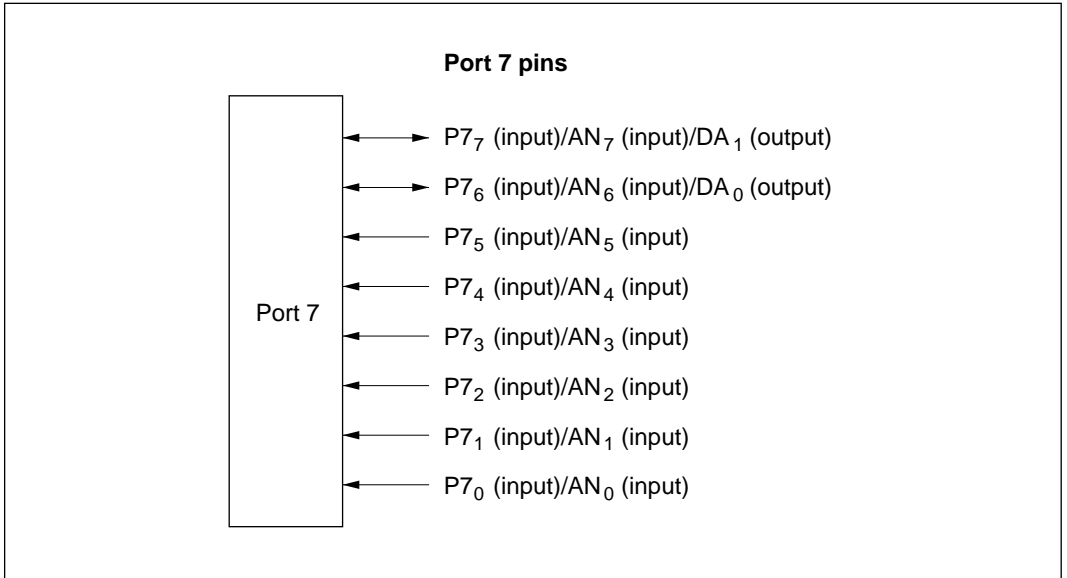 Port 7 pins
P7₇ (input)/AN₇ (input)/DA₁ (output)
P7₆ (input)/AN₆ (input)/DA₀ (output)
P7₅ (input)/AN₅ (input)
P7₄ (input)/AN₄ (input)
Port 7
P7₃ (input)/AN₃ (input)
P7₂ (input)/AN₂ (input)
P7₁ (input)/AN₁ (input)
P7₀ (input)/AN₀ (input)